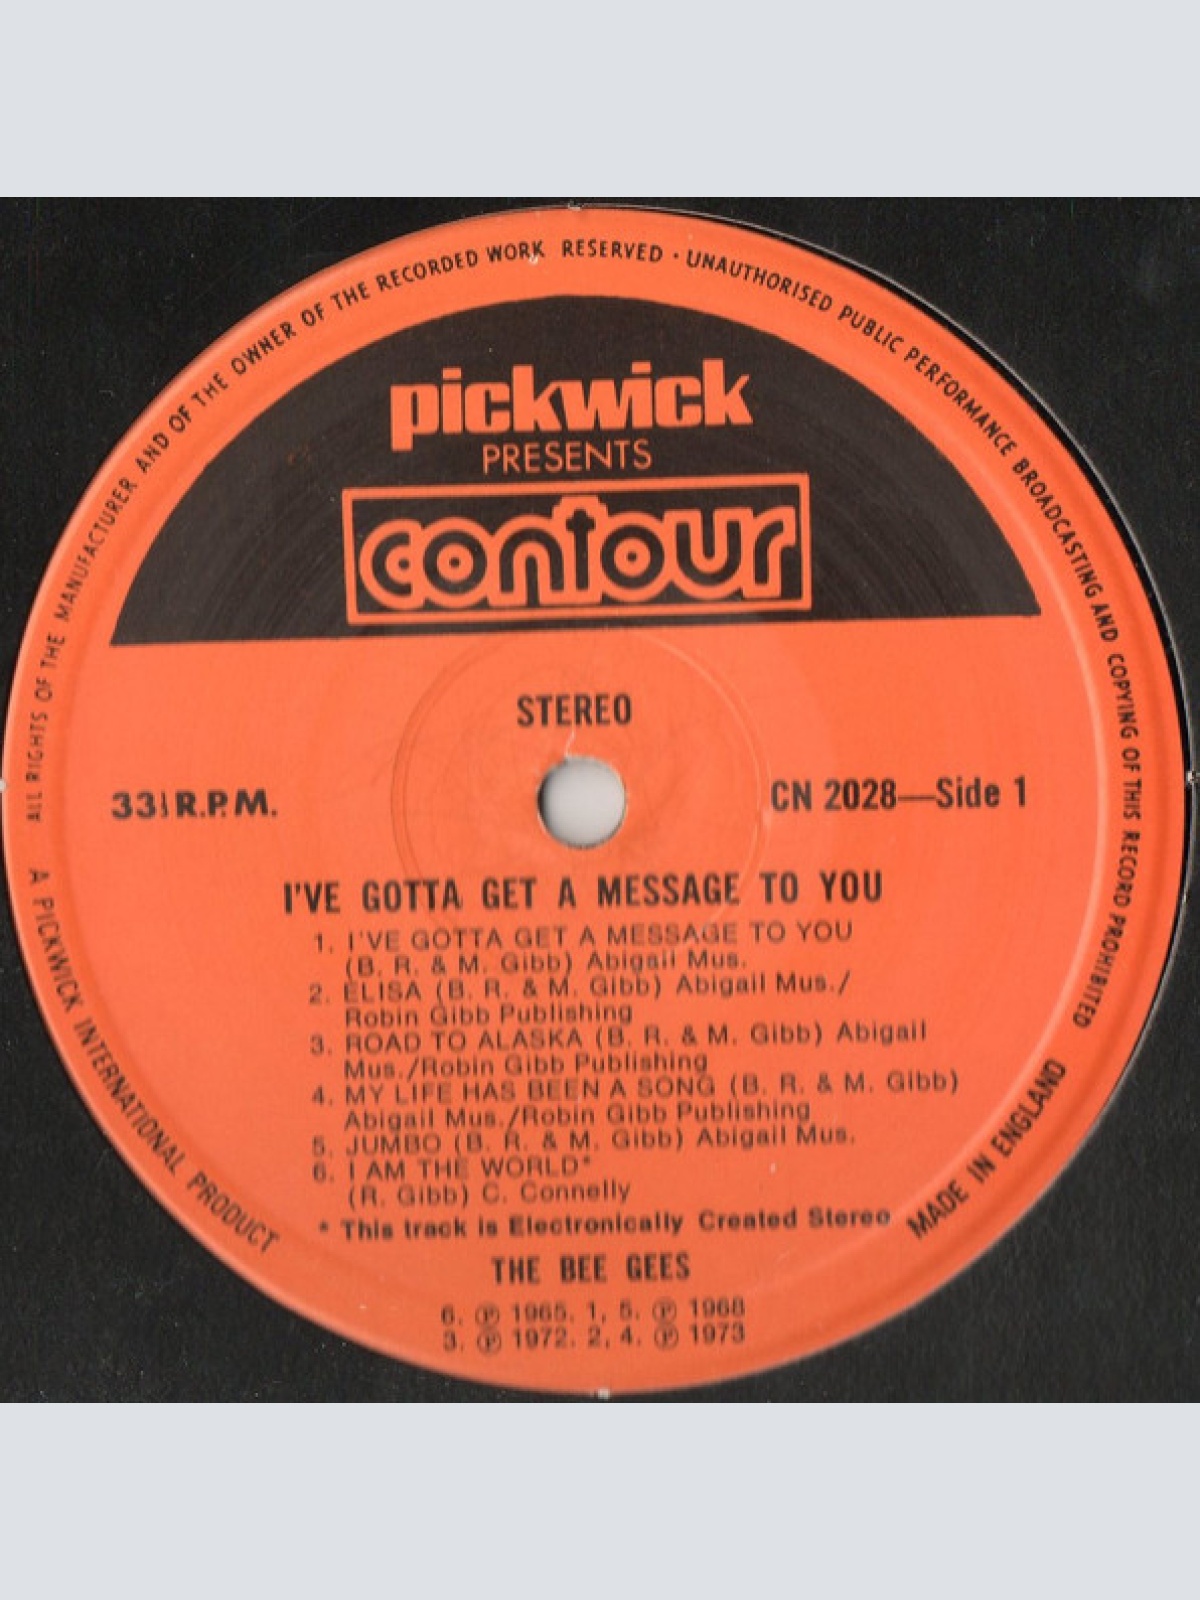 ALL RIGHTS OF THE MANUFACTURER AND OF THE OWNER OF THE RECORDED WORK RESERVED · UNAUTHORISED PUBLIC PERFORMANCE BROADCASTING AND COPYING OF THIS RECORD PROHIBITED
pickwick
PRESENTS
contour
STEREO
33⅓ R.P.M.
CN 2028—Side 1
I'VE GOTTA GET A MESSAGE TO YOU
1. I'VE GOTTA GET A MESSAGE TO YOU
(B. R. & M. Gibb) Abigail Mus.
2. ELISA (B. R. & M. Gibb) Abigail Mus./
Robin Gibb Publishing
3. ROAD TO ALASKA (B. R. & M. Gibb) Abigail
Mus./Robin Gibb Publishing
4. MY LIFE HAS BEEN A SONG (B. R. & M. Gibb)
Abigail Mus./Robin Gibb Publishing
5. JUMBO (B. R. & M. Gibb) Abigail Mus.
6. I AM THE WORLD*
(R. Gibb) C. Connelly
* This track is Electronically Created Stereo
THE BEE GEES
6. ℗ 1965. 1, 5. ℗ 1968
3. ℗ 1972. 2, 4. ℗ 1973
A PICKWICK INTERNATIONAL PRODUCT
MADE IN ENGLAND